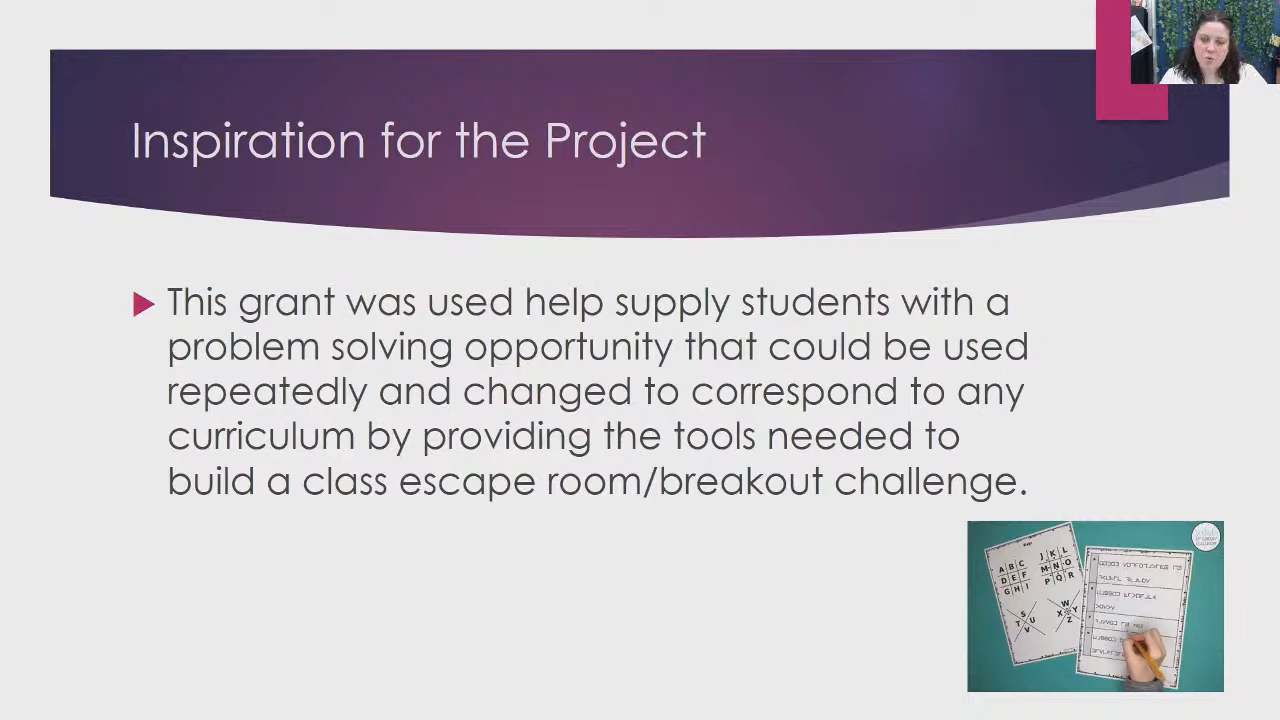 Inspiration for the Project
This grant was used help supply students with a
problem solving opportunity that could be used
repeatedly and changed to correspond to any
curriculum by providing the tools needed to
build a class escape room/breakout challenge.
A B C
D E F
G H I
J K L
M N O
P Q R
S
T U
V
W
X Y
Z